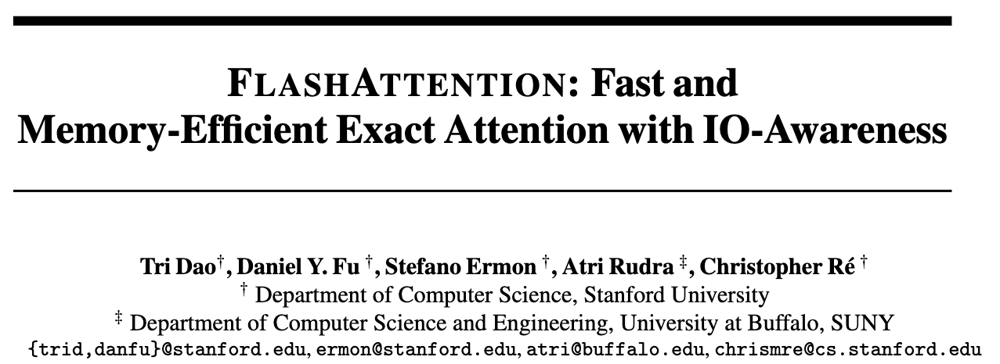 FLASHATTENTION: Fast and
Memory-Efficient Exact Attention with IO-Awareness
Tri Dao†, Daniel Y. Fu †, Stefano Ermon †, Atri Rudra ‡, Christopher Ré †
† Department of Computer Science, Stanford University
‡ Department of Computer Science and Engineering, University at Buffalo, SUNY
{trid,danfu}@stanford.edu, ermon@stanford.edu, atri@buffalo.edu, chrismre@cs.stanford.edu